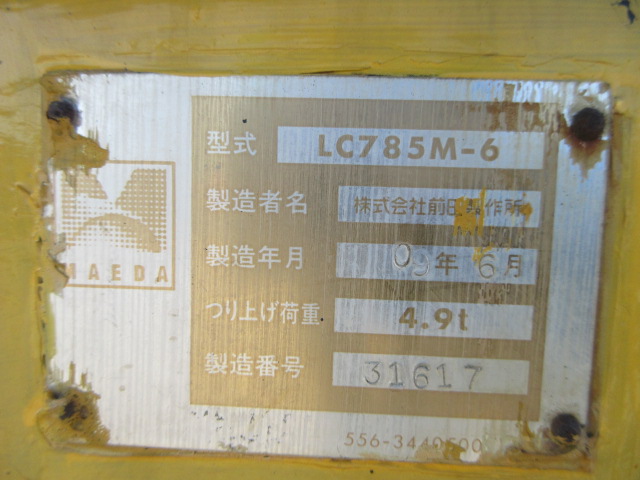 型式 LC785M-6
製造者名 株式会社前田製作所
製造年月 09年 6月
つり上げ荷重 4.9t
製造番号 31617
MAEDA